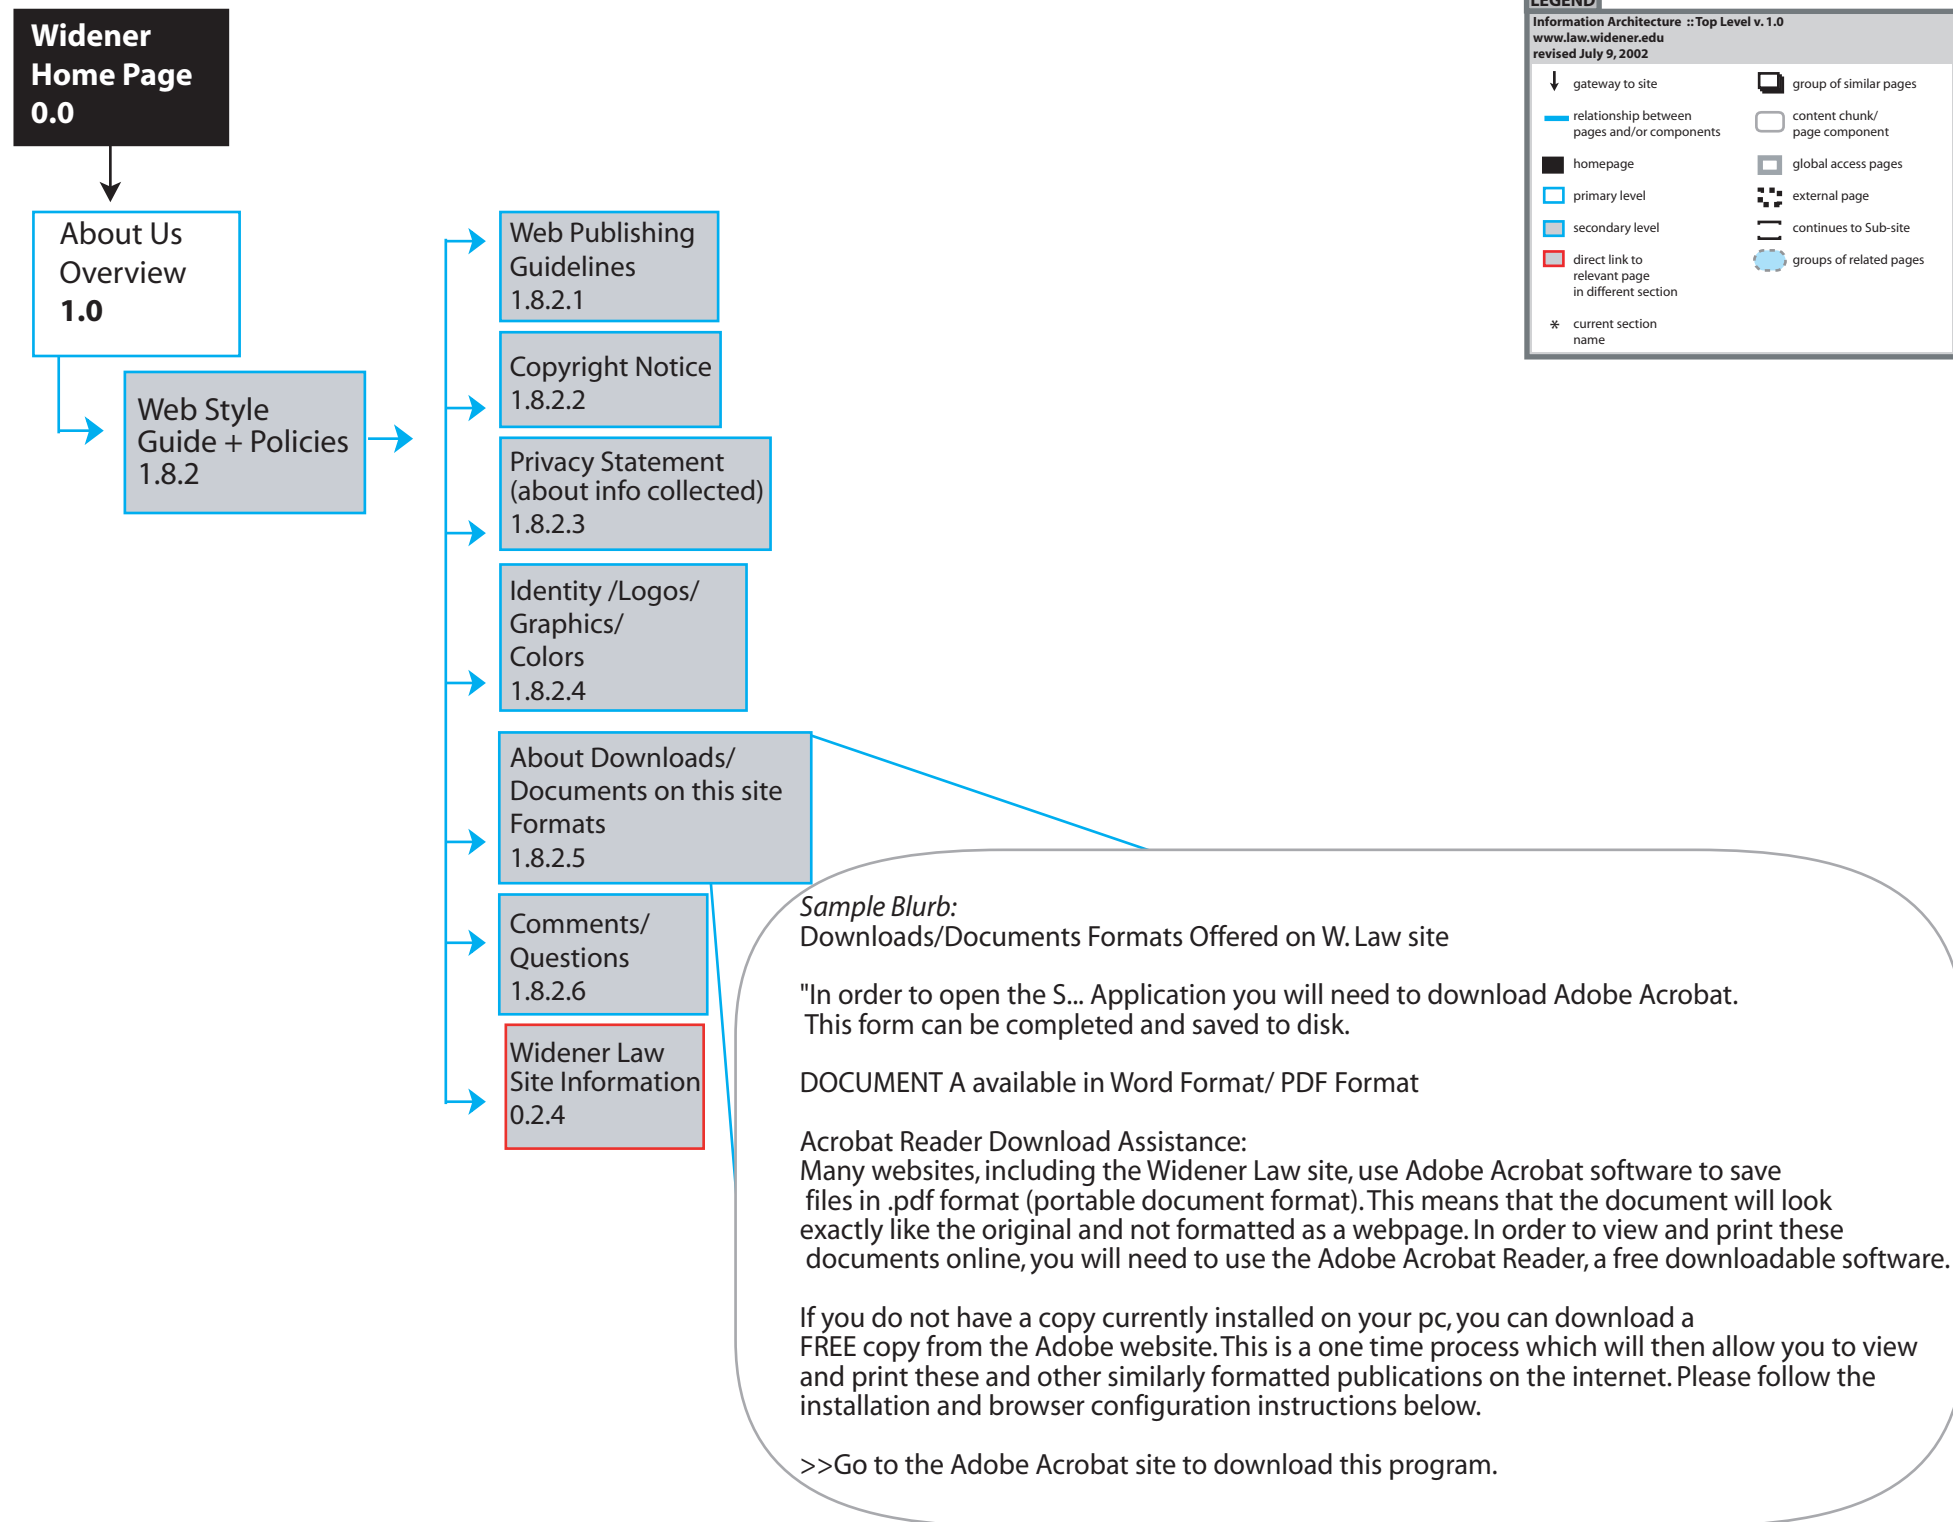 Widener
Home Page
0.0
About Us
Overview
1.0
Web Style
Guide + Policies
1.8.2
Web Publishing
Guidelines
1.8.2.1
Copyright Notice
1.8.2.2
Privacy Statement
(about info collected)
1.8.2.3
Identity /Logos/
Graphics/
Colors
1.8.2.4
About Downloads/
Documents on this site
Formats
1.8.2.5
Comments/
Questions
1.8.2.6
Widener Law
Site Information
0.2.4
LEGEND
Information Architecture :: Top Level v. 1.0
www.law.widener.edu
revised July 9, 2002
gateway to site
relationship between
pages and/or components
homepage
primary level
secondary level
direct link to
relevant page
in different section
* current section
name
group of similar pages
content chunk/
page component
global access pages
external page
continues to Sub-site
groups of related pages
Sample Blurb:
Downloads/Documents Formats Offered on W. Law site
"In order to open the S... Application you will need to download Adobe Acrobat.
This form can be completed and saved to disk.
DOCUMENT A available in Word Format/ PDF Format
Acrobat Reader Download Assistance:
Many websites, including the Widener Law site, use Adobe Acrobat software to save
files in .pdf format (portable document format). This means that the document will look
exactly like the original and not formatted as a webpage. In order to view and print these
documents online, you will need to use the Adobe Acrobat Reader, a free downloadable software.
If you do not have a copy currently installed on your pc, you can download a
FREE copy from the Adobe website. This is a one time process which will then allow you to view
and print these and other similarly formatted publications on the internet. Please follow the
installation and browser configuration instructions below.
>>Go to the Adobe Acrobat site to download this program.